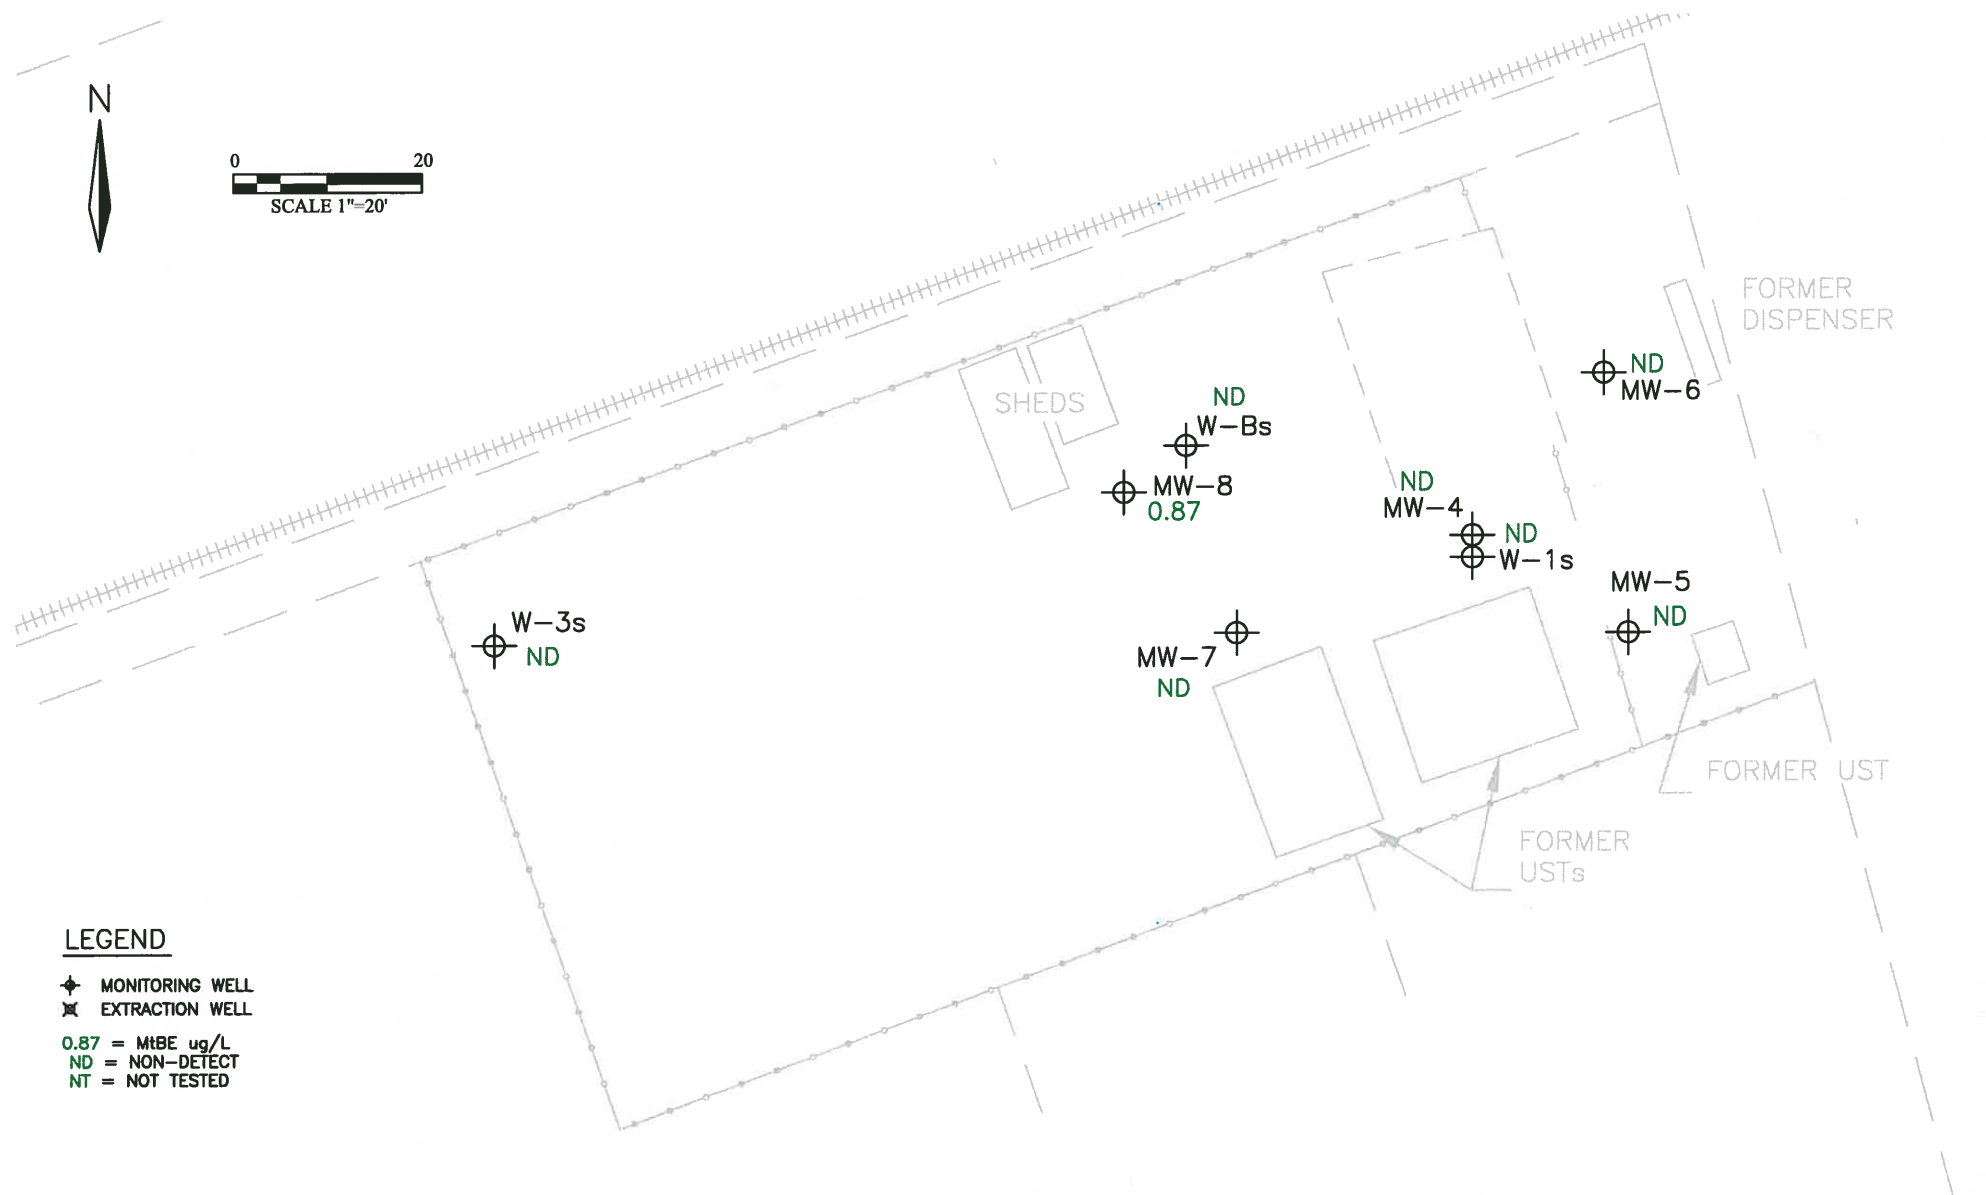 N
0 20
SCALE 1"=20'
FORMER
DISPENSER
SHEDS
ND
MW-6
ND
W-Bs
MW-8
0.87
ND
MW-4
ND
W-1s
MW-5
ND
W-3s
ND
MW-7
ND
FORMER UST
FORMER
USTs
LEGEND
MONITORING WELL
EXTRACTION WELL
0.87 = MtBE ug/L
ND = NON-DETECT
NT = NOT TESTED